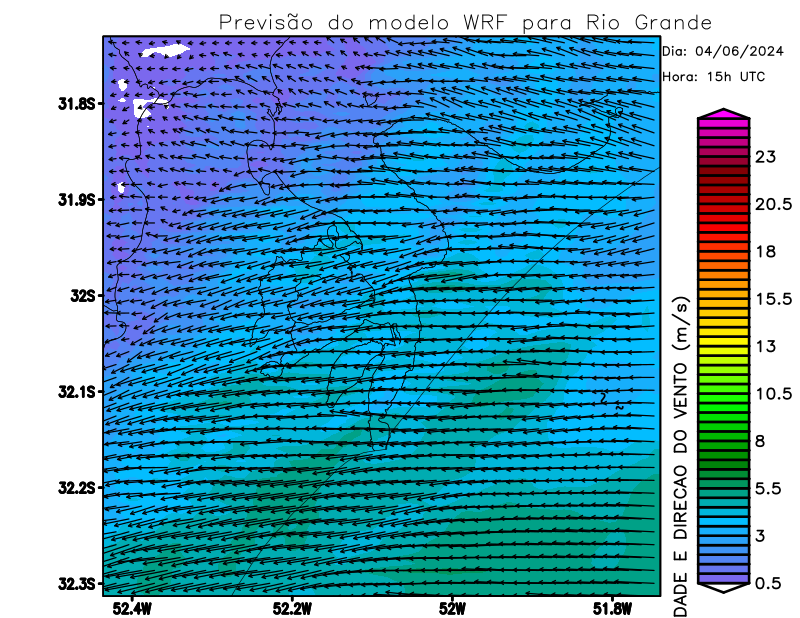 Previsão do modelo WRF para Rio Grande
Dia: 04/06/2024
Hora: 15h UTC
31.8S
31.9S
32S
32.1S
32.2S
32.3S
52.4W
52.2W
52W
51.8W
23
20.5
18
15.5
13
10.5
8
5.5
3
0.5
DADE E DIRECAO DO VENTO (m/s)